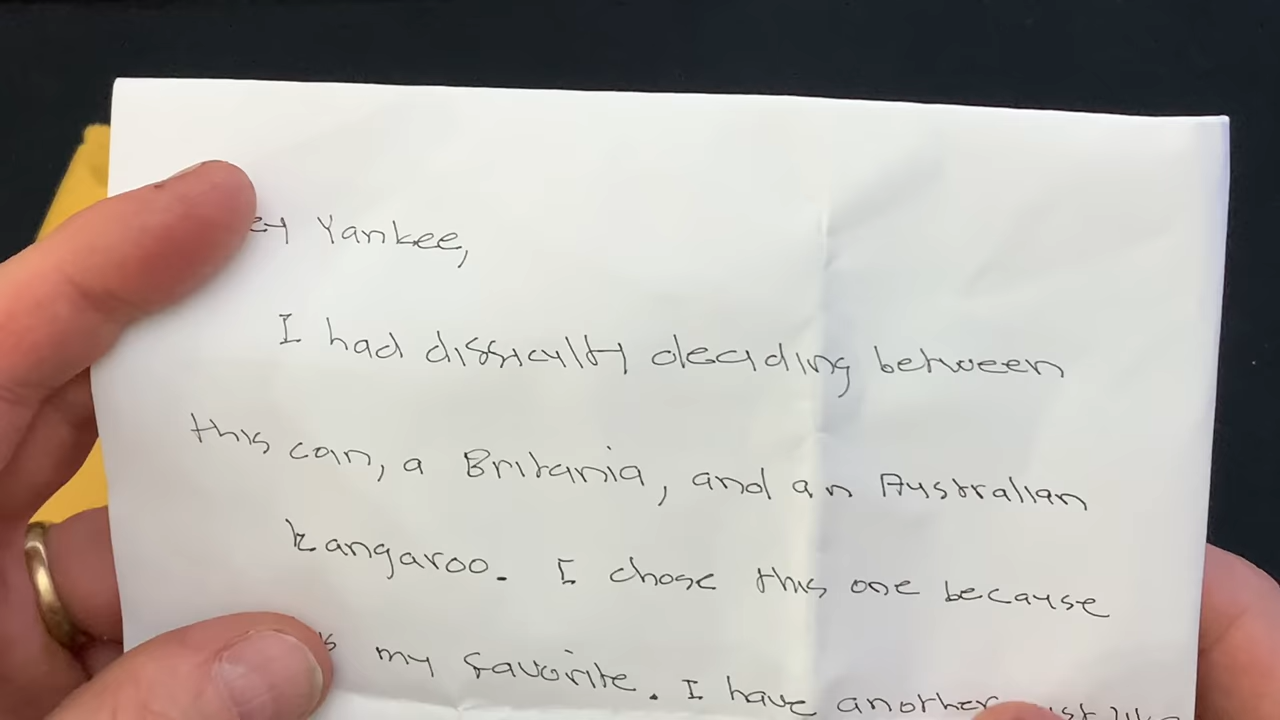 Yankee,
I had difficulty deciding between
this coin, a Britania, and an Australian
kangaroo. I chose this one because
my favorite. I have another